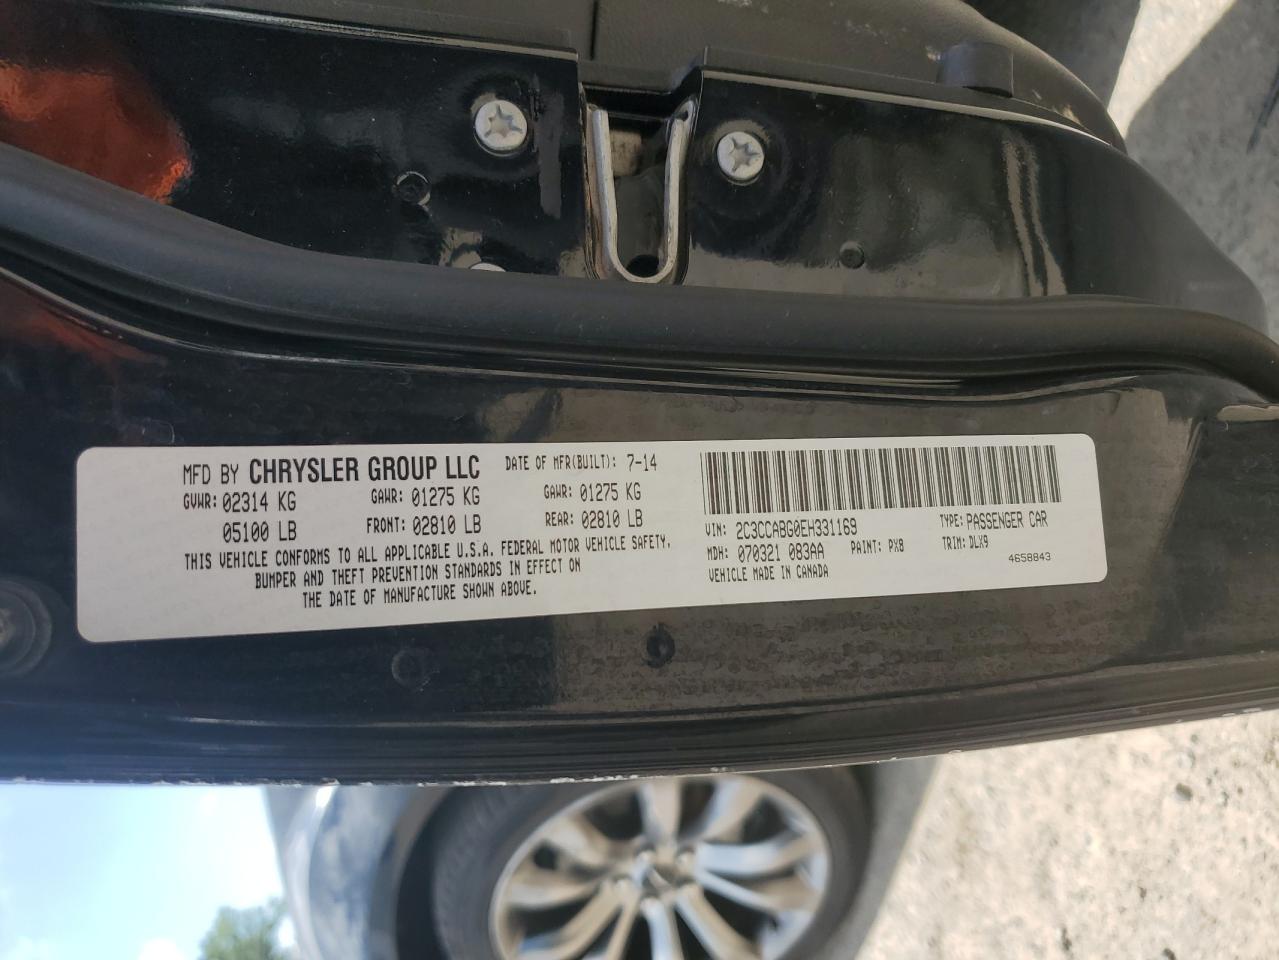 MFD BY CHRYSLER GROUP LLC DATE OF MFR(BUILT): 7-14
GVWR: 02314 KG GAWR: 01275 KG GAWR: 01275 KG
05100 LB FRONT: 02810 LB REAR: 02810 LB
THIS VEHICLE CONFORMS TO ALL APPLICABLE U.S.A. FEDERAL MOTOR VEHICLE SAFETY,
BUMPER AND THEFT PREVENTION STANDARDS IN EFFECT ON
THE DATE OF MANUFACTURE SHOWN ABOVE.
VIN: 2C3CCABG0EH331169 TYPE: PASSENGER CAR
MDH: 070321 083AA PAINT: PX8 TRIM: DLX9
VEHICLE MADE IN CANADA 4658843